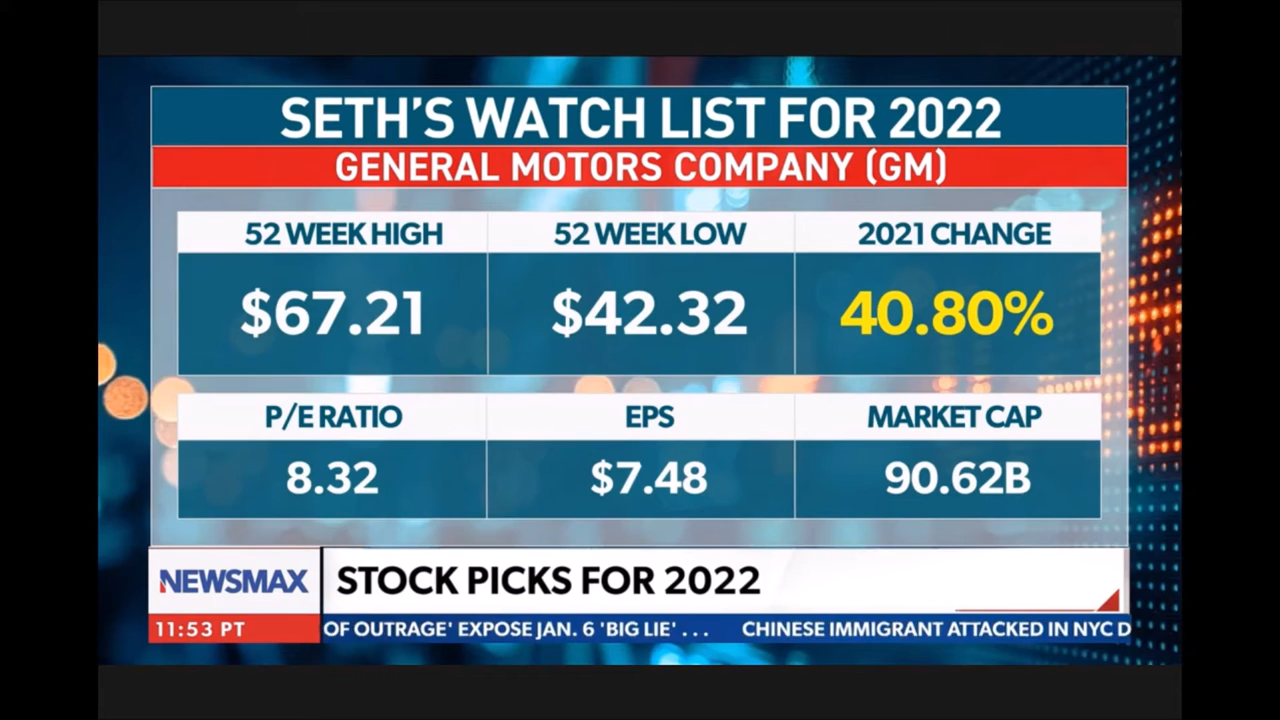 SETH'S WATCH LIST FOR 2022
GENERAL MOTORS COMPANY (GM)
52 WEEK HIGH 52 WEEK LOW 2021 CHANGE
$67.21 $42.32 40.80%
P/E RATIO EPS MARKET CAP
8.32 $7.48 90.62B
NEWSMAX STOCK PICKS FOR 2022
11:53 PT OF OUTRAGE' EXPOSE JAN. 6 'BIG LIE' . . . CHINESE IMMIGRANT ATTACKED IN NYC D